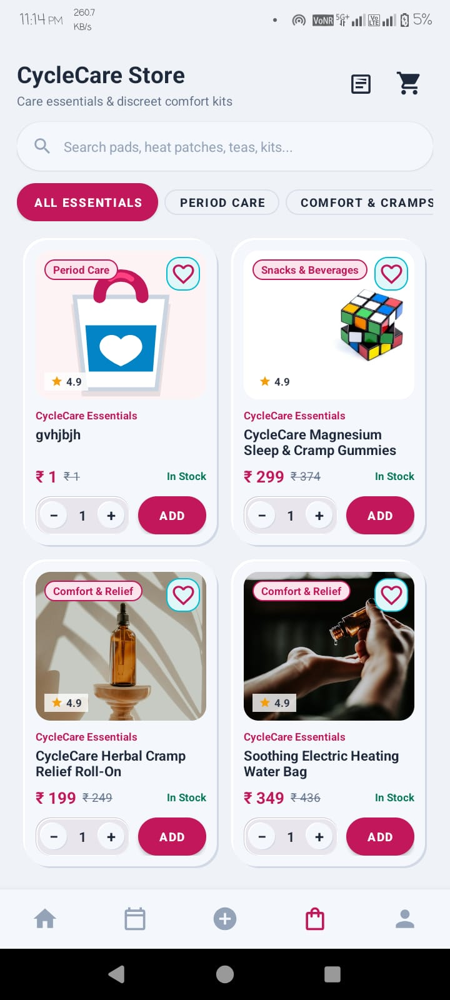 11:14 PM
260.7
KB/s
VoNR
5G+
Vo
LTE
5%
CycleCare Store
Care essentials & discreet comfort kits
Search pads, heat patches, teas, kits...
ALL ESSENTIALS
PERIOD CARE
COMFORT & CRAMPS
Period Care
4.9
CycleCare Essentials
gvhjbjh
₹ 1 ₹ 1
In Stock
− 1 +
ADD
Snacks & Beverages
4.9
CycleCare Essentials
CycleCare Magnesium
Sleep & Cramp Gummies
₹ 299 ₹ 374
In Stock
− 1 +
ADD
Comfort & Relief
4.9
CycleCare Essentials
CycleCare Herbal Cramp
Relief Roll-On
₹ 199 ₹ 249
In Stock
− 1 +
ADD
Comfort & Relief
4.9
CycleCare Essentials
Soothing Electric Heating
Water Bag
₹ 349 ₹ 436
In Stock
− 1 +
ADD